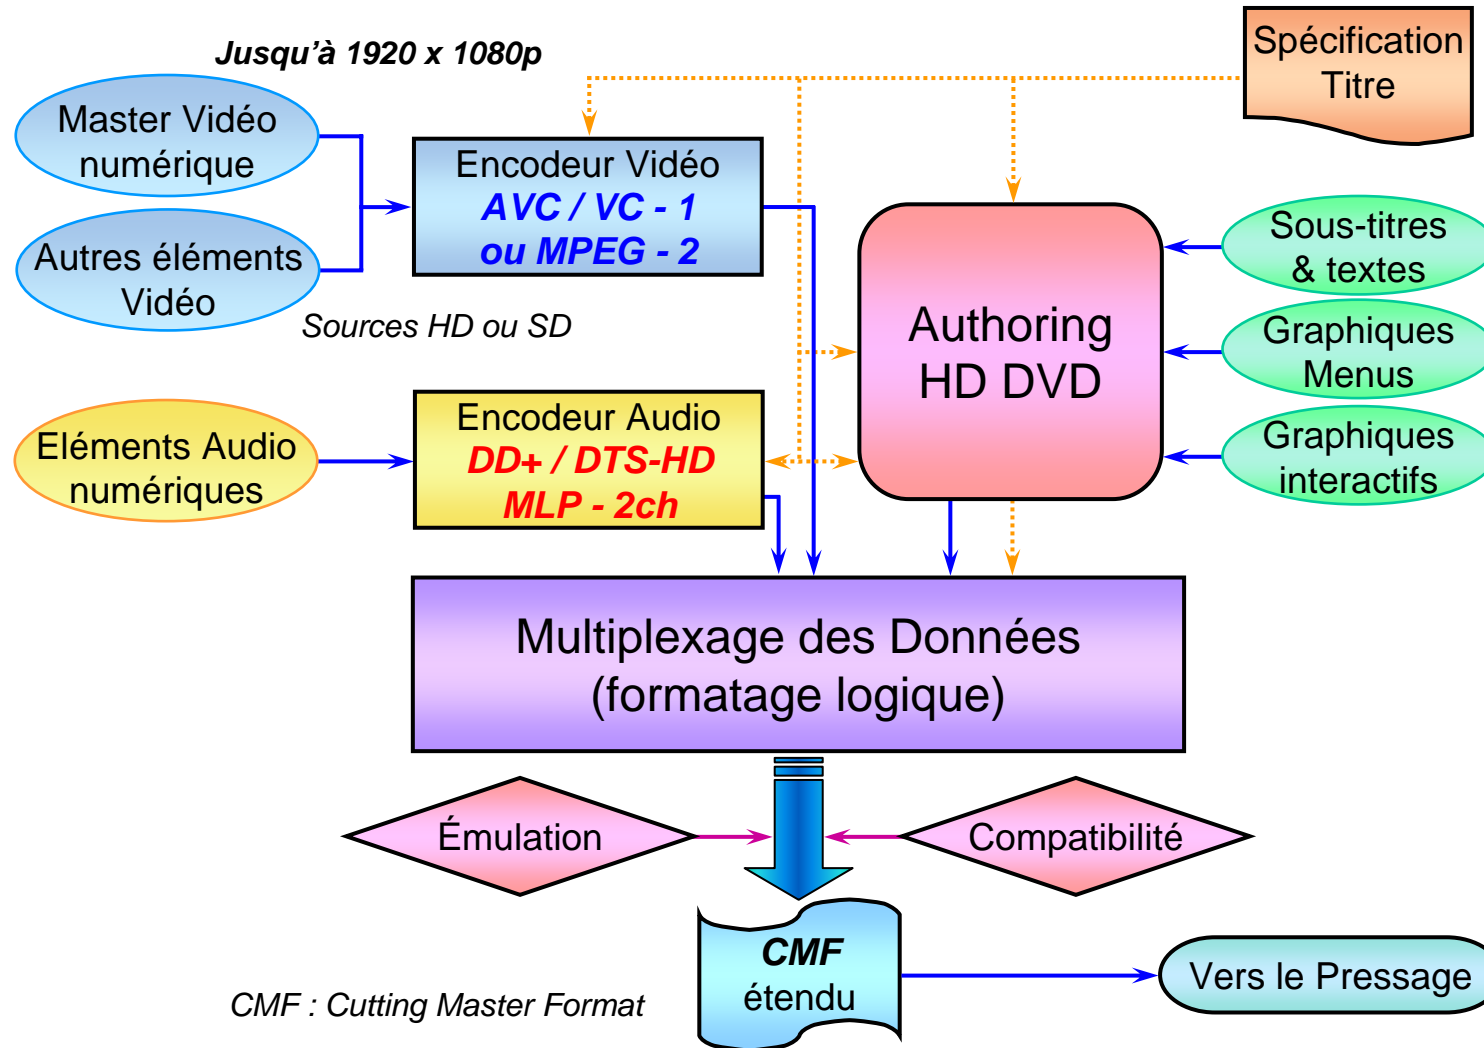 Jusqu'à 1920 x 1080p
Spécification
Titre
Master Vidéo
numérique
Encodeur Vidéo
AVC / VC - 1
ou MPEG - 2
Autres éléments
Vidéo
Sources HD ou SD
Sous-titres
& textes
Authoring
HD DVD
Graphiques
Menus
Eléments Audio
numériques
Encodeur Audio
DD+ / DTS-HD
MLP - 2ch
Graphiques
interactifs
Multiplexage des Données
(formatage logique)
Émulation
Compatibilité
CMF
étendu
Vers le Pressage
CMF : Cutting Master Format